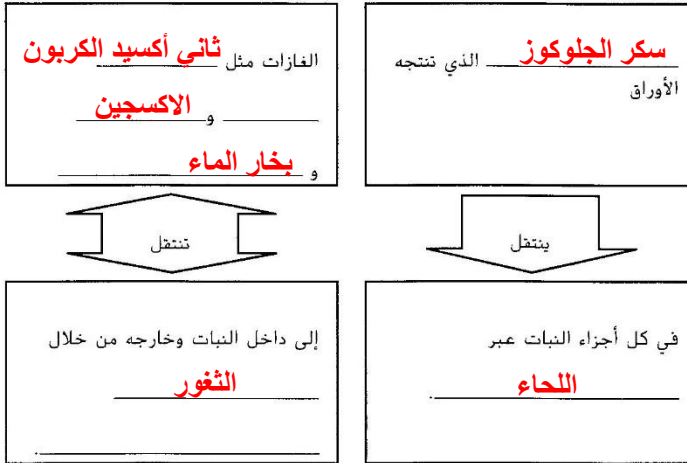 سكر الجلوكوز الذي تنتجه
الأوراق
ينتقل
في كل أجزاء النبات عبر
اللحاء
الغازات مثل ثاني أكسيد الكربون
و الاكسجين
و بخار الماء
تنتقل
إلى داخل النبات وخارجه من خلال
الثغور